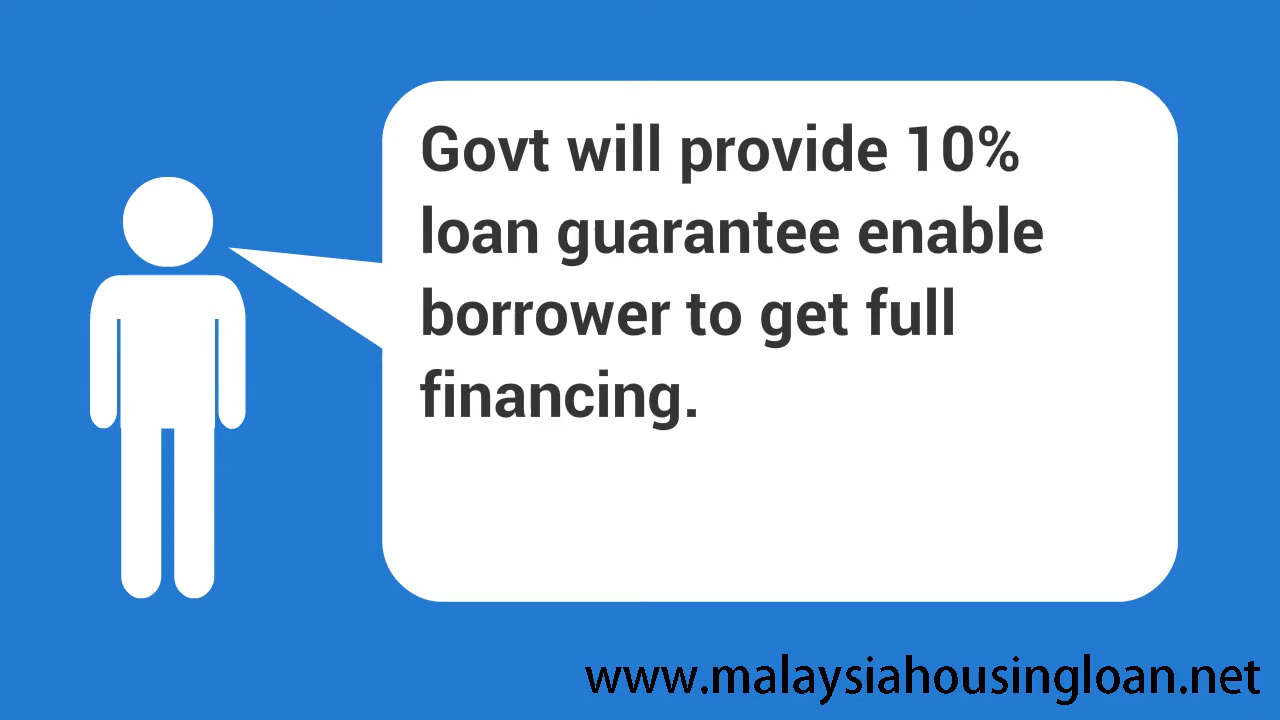 Govt will provide 10%
loan guarantee enable
borrower to get full
financing.
www.malaysiahousingloan.net